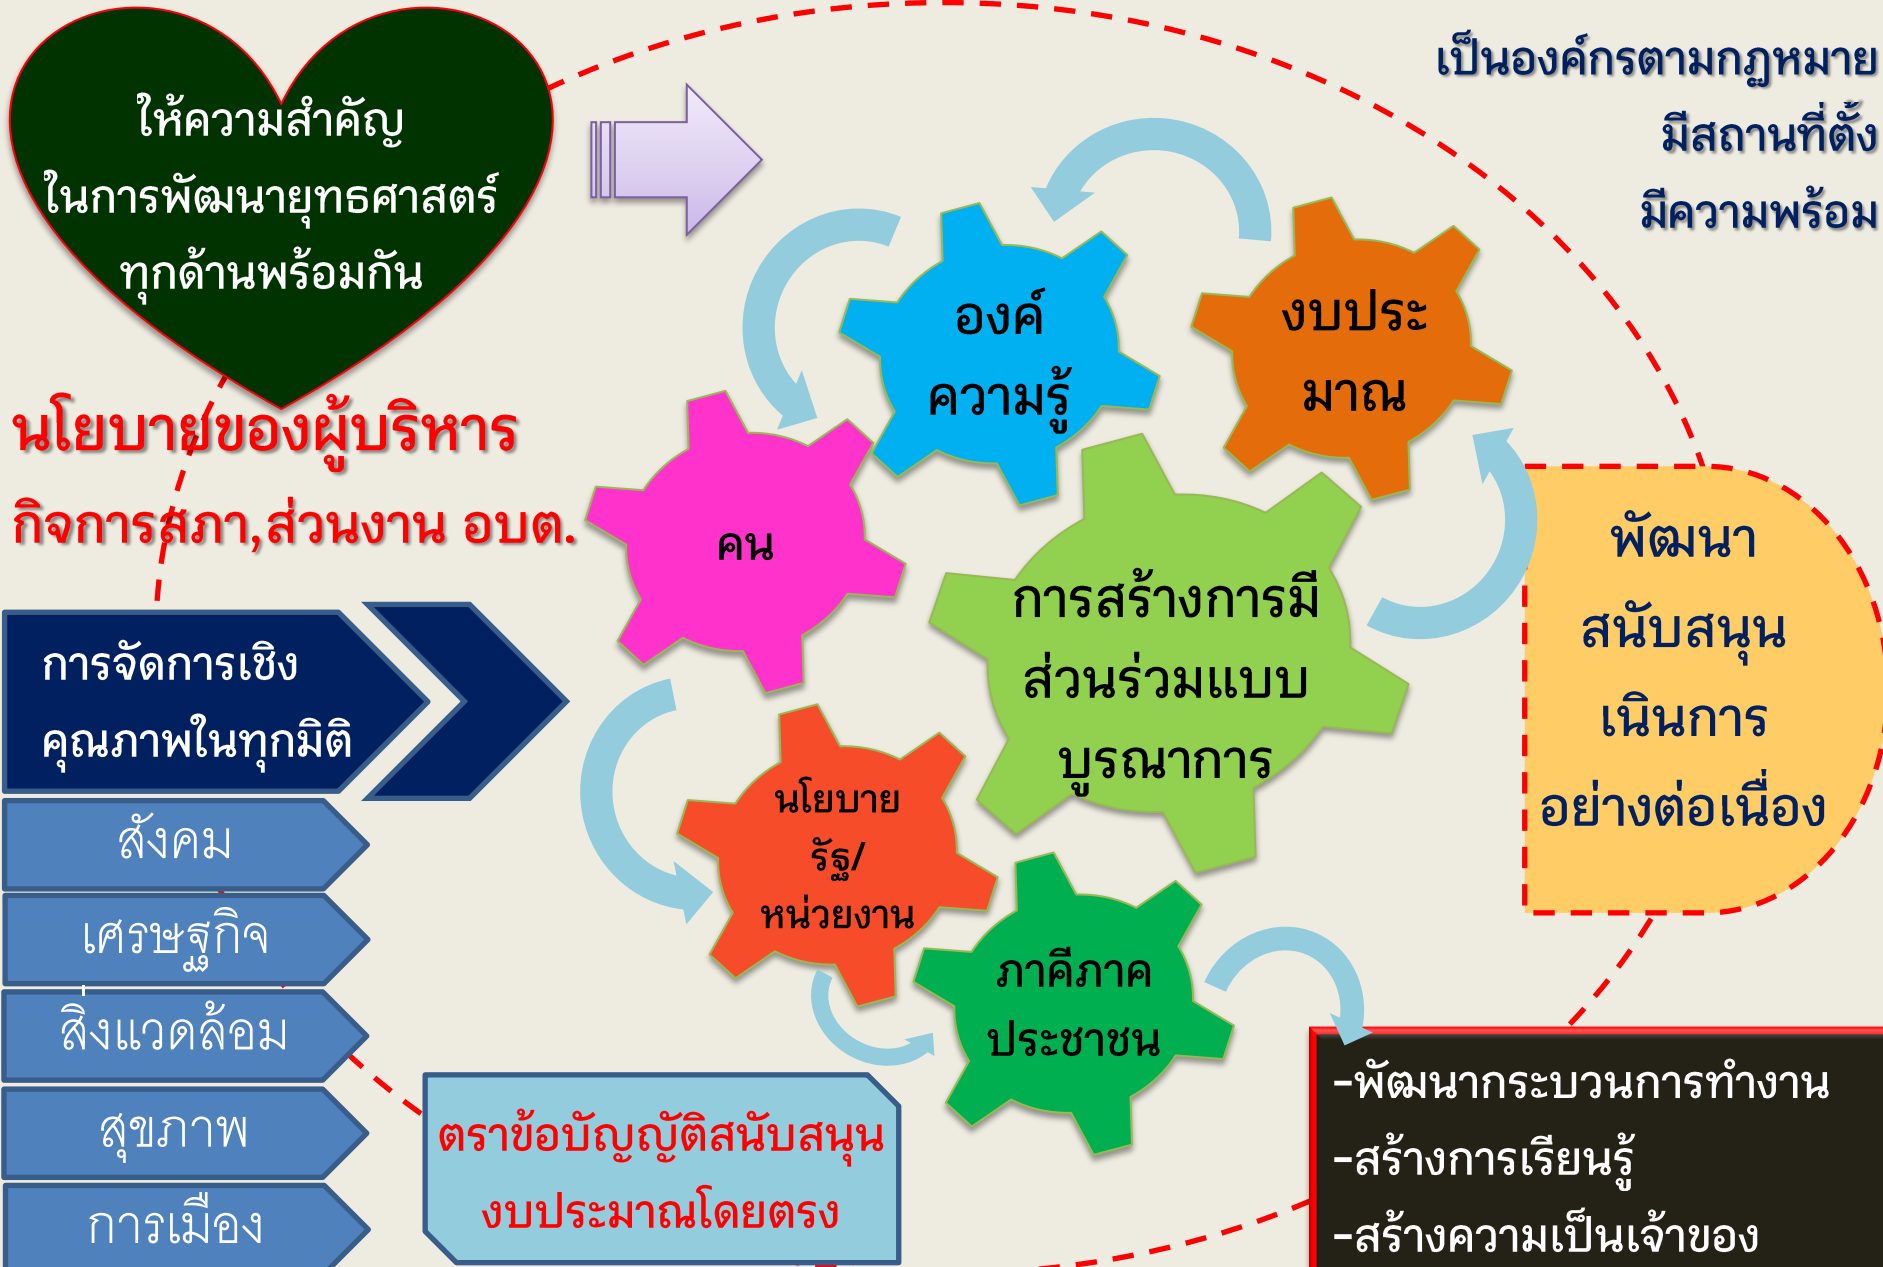 ให้ความสำคัญ
ในการพัฒนายุทธศาสตร์
ทุกด้านพร้อมกัน
เป็นองค์กรตามกฎหมาย
มีสถานที่ตั้ง
มีความพร้อม
องค์
ความรู้
งบประ
มาณ
นโยบายของผู้บริหาร
กิจการสภา,ส่วนงาน อบต.
คน
การสร้างการมี
ส่วนร่วมแบบ
บูรณาการ
พัฒนา
สนับสนุน
เนินการ
อย่างต่อเนื่อง
การจัดการเชิง
คุณภาพในทุกมิติ
สังคม
เศรษฐกิจ
สิ่งแวดล้อม
สุขภาพ
การเมือง
นโยบาย
รัฐ/
หน่วยงาน
ภาคีภาค
ประชาชน
ตราข้อบัญญัติสนับสนุน
งบประมาณโดยตรง
-พัฒนากระบวนการทำงาน
-สร้างการเรียนรู้
-สร้างความเป็นเจ้าของ